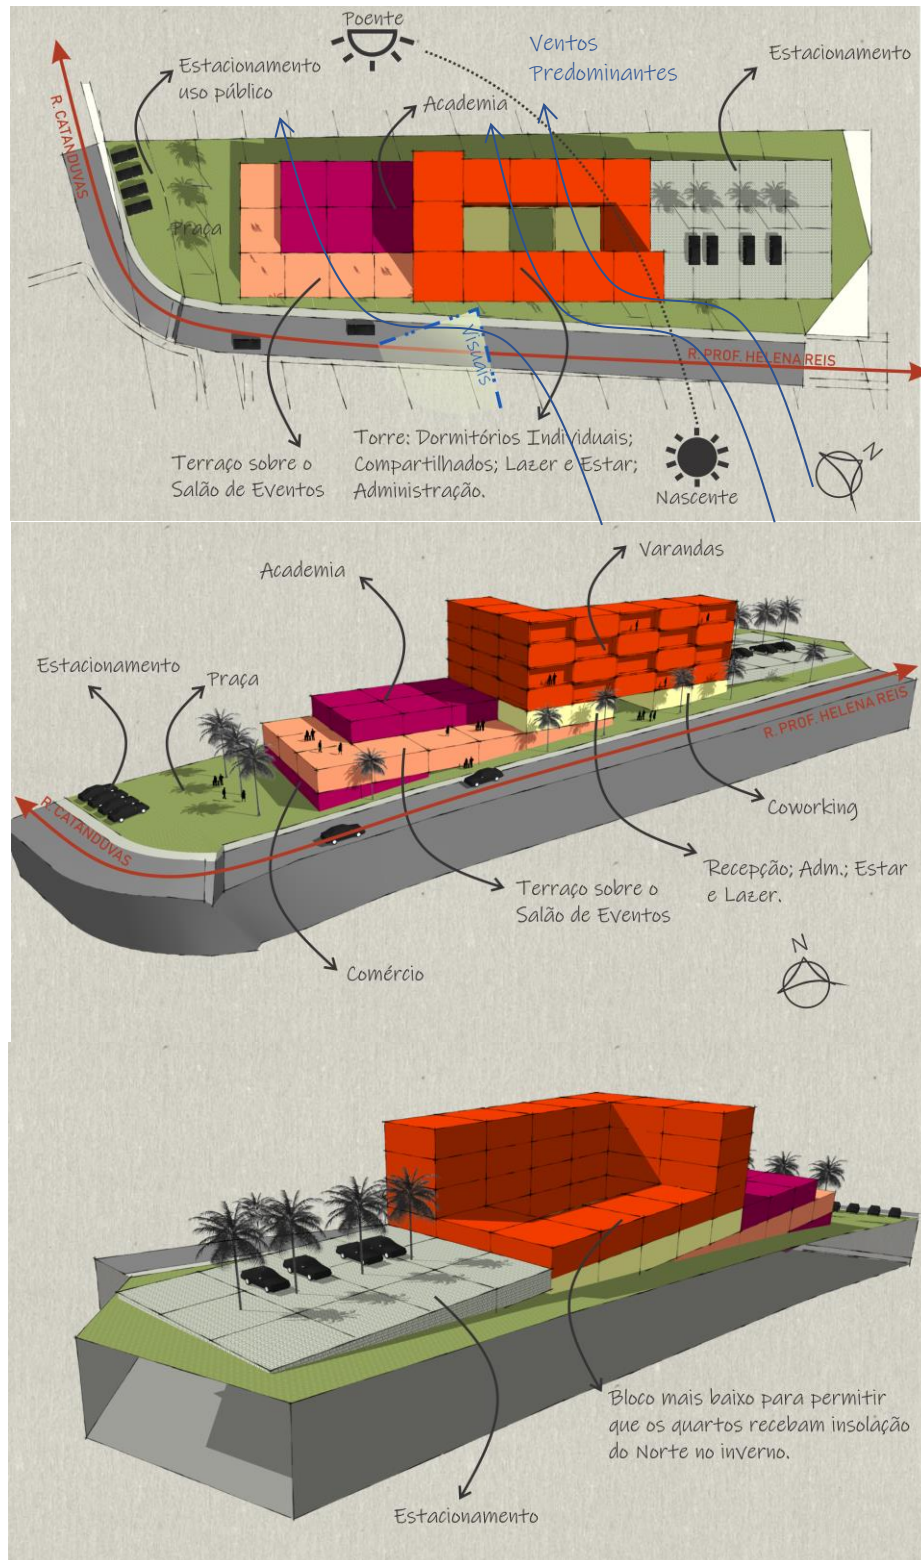 Poente
Ventos
Predominantes
Estacionamento
Estacionamento
uso público
Academia
R. CATANDUVAS
Praça
Visuais
R. PROF. HELENA REIS
Terraço sobre o
Salão de Eventos
Torre: Dormitórios Individuais;
Compartilhados; Lazer e Estar;
Administração.
Nascente
N
Varandas
Academia
Estacionamento
Praça
R. PROF. HELENA REIS
R. CATANDUVAS
Coworking
Recepção; Adm.; Estar
e Lazer.
Terraço sobre o
Salão de Eventos
Comércio
N
Bloco mais baixo para permitir
que os quartos recebam insolação
do Norte no inverno.
Estacionamento